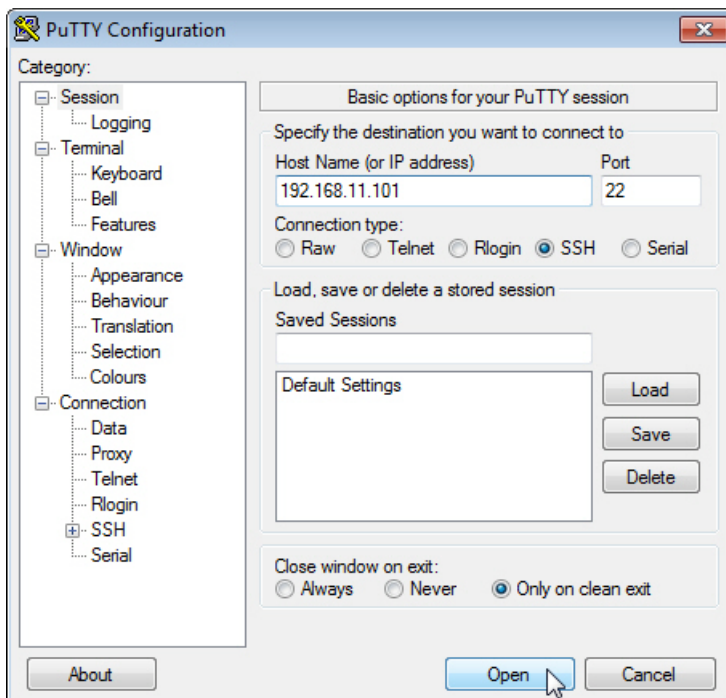 PuTTY Configuration
Category:
Session
Logging
Terminal
Keyboard
Bell
Features
Window
Appearance
Behaviour
Translation
Selection
Colours
Connection
Data
Proxy
Telnet
Rlogin
SSH
Serial
Basic options for your PuTTY session
Specify the destination you want to connect to
Host Name (or IP address) Port
192.168.11.101 22
Connection type:
Raw Telnet Rlogin SSH Serial
Load, save or delete a stored session
Saved Sessions
Default Settings
Load
Save
Delete
Close window on exit:
Always Never Only on clean exit
About Open Cancel